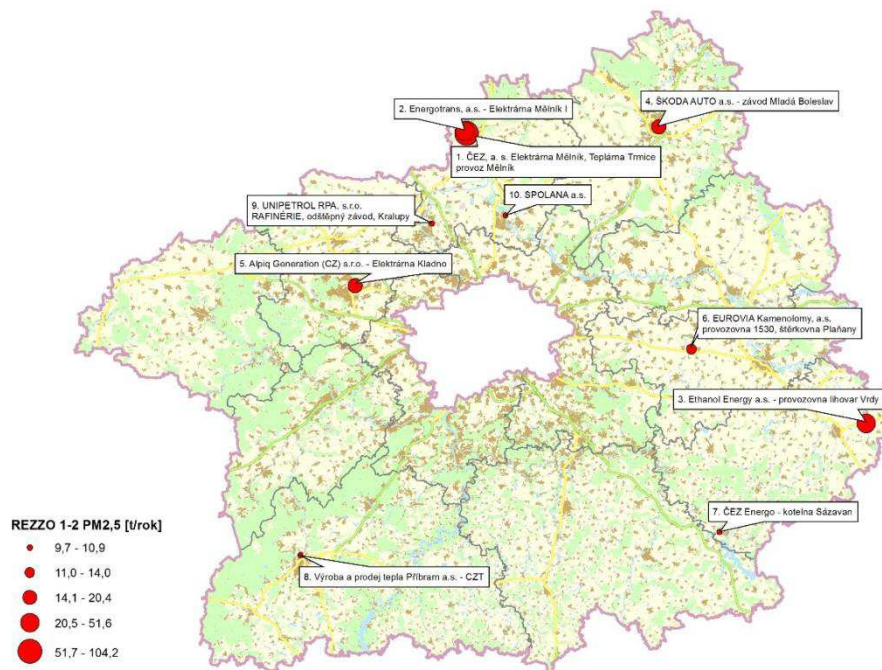 2. Energotrans, a.s. - Elektrárna Mělník I
4. ŠKODA AUTO a.s. - závod Mladá Boleslav
1. ČEZ, a. s. Elektrárna Mělník, Teplárna Trmice
provoz Mělník
9. UNIPETROL RPA, s.r.o.
RAFINÉRIE, odštěpný závod, Kralupy
10. SPOLANA a.s.
5. Alpiq Generation (CZ) s.r.o. - Elektrárna Kladno
6. EUROVIA Kamenolomy, a.s.
provozovna 1530, štěrkovna Plaňany
3. Ethanol Energy a.s. - provozovna lihovar Vrdy
7. ČEZ Energo - kotelna Sázavan
8. Výroba a prodej tepla Příbram a.s. - CZT
REZZO 1-2 PM2,5 [t/rok]
9,7 - 10,9
11,0 - 14,0
14,1 - 20,4
20,5 - 51,6
51,7 - 104,2